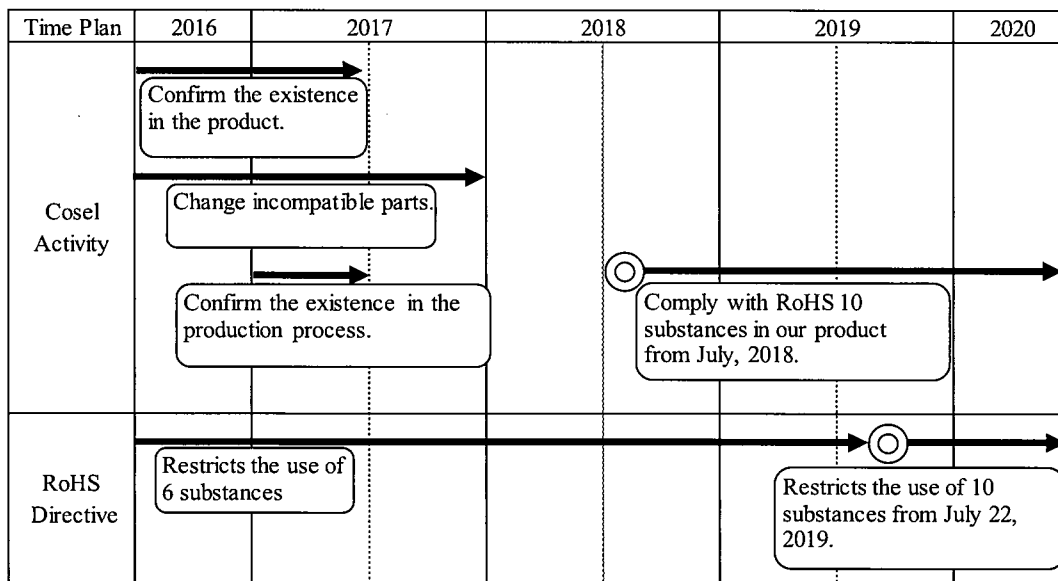 Time Plan 2016 2017 2018 2019 2020
Cosel
Activity
Confirm the existence
in the product.
Change incompatible parts.
Confirm the existence in the
production process.
Comply with RoHS 10
substances in our product
from July, 2018.
RoHS
Directive
Restricts the use of
6 substances
Restricts the use of 10
substances from July 22,
2019.